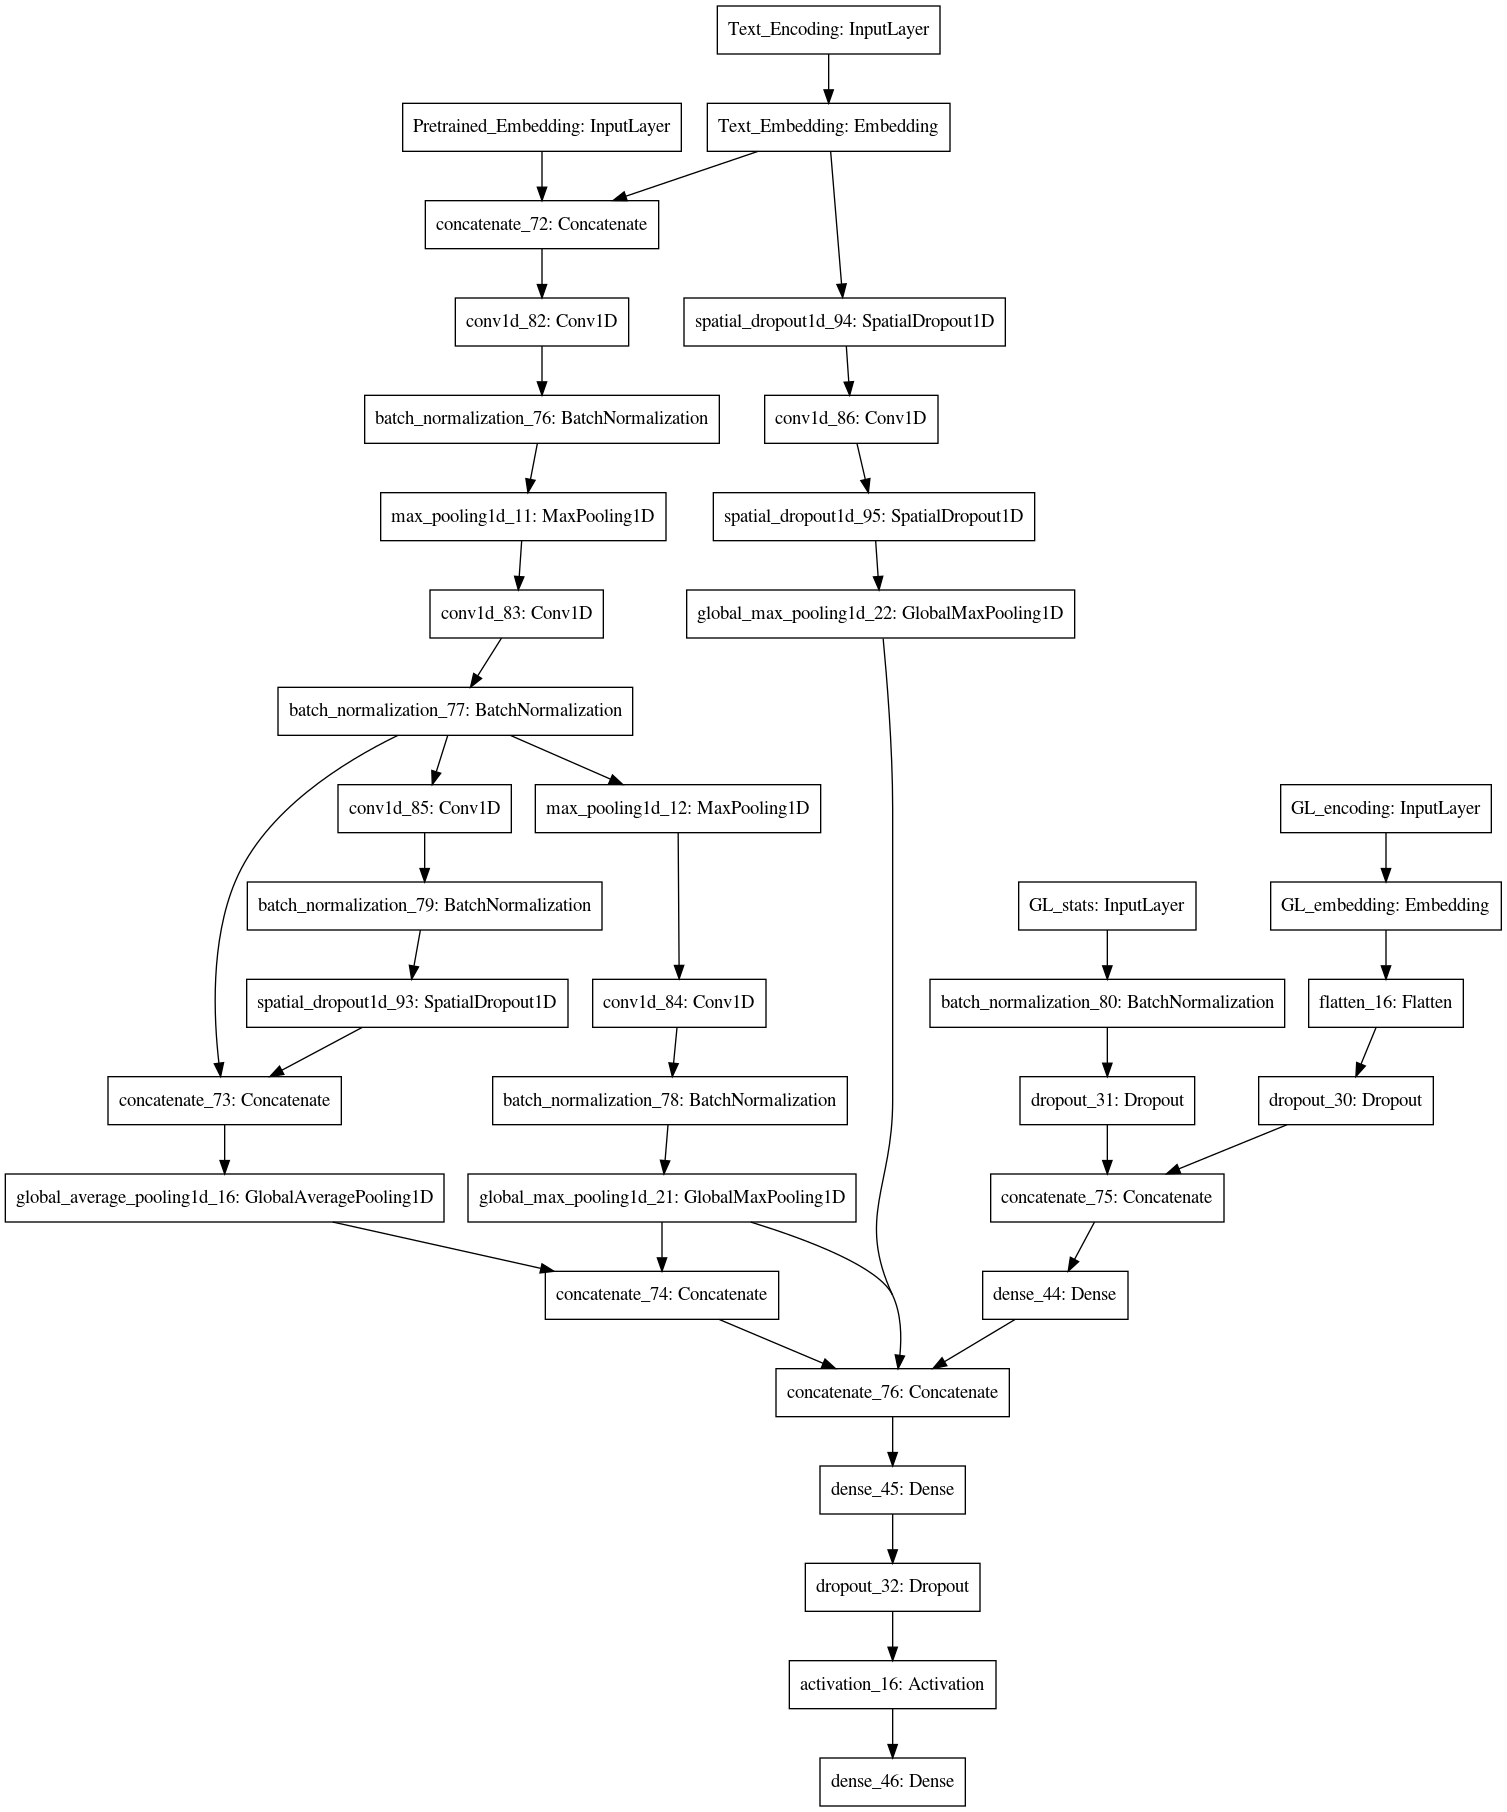 Text_Encoding: InputLayer
Pretrained_Embedding: InputLayer
Text_Embedding: Embedding
concatenate_72: Concatenate
conv1d_82: Conv1D
spatial_dropout1d_94: SpatialDropout1D
batch_normalization_76: BatchNormalization
conv1d_86: Conv1D
max_pooling1d_11: MaxPooling1D
spatial_dropout1d_95: SpatialDropout1D
conv1d_83: Conv1D
global_max_pooling1d_22: GlobalMaxPooling1D
batch_normalization_77: BatchNormalization
conv1d_85: Conv1D
max_pooling1d_12: MaxPooling1D
GL_encoding: InputLayer
batch_normalization_79: BatchNormalization
GL_stats: InputLayer
GL_embedding: Embedding
spatial_dropout1d_93: SpatialDropout1D
conv1d_84: Conv1D
batch_normalization_80: BatchNormalization
flatten_16: Flatten
concatenate_73: Concatenate
batch_normalization_78: BatchNormalization
dropout_31: Dropout
dropout_30: Dropout
global_average_pooling1d_16: GlobalAveragePooling1D
global_max_pooling1d_21: GlobalMaxPooling1D
concatenate_75: Concatenate
concatenate_74: Concatenate
dense_44: Dense
concatenate_76: Concatenate
dense_45: Dense
dropout_32: Dropout
activation_16: Activation
dense_46: Dense